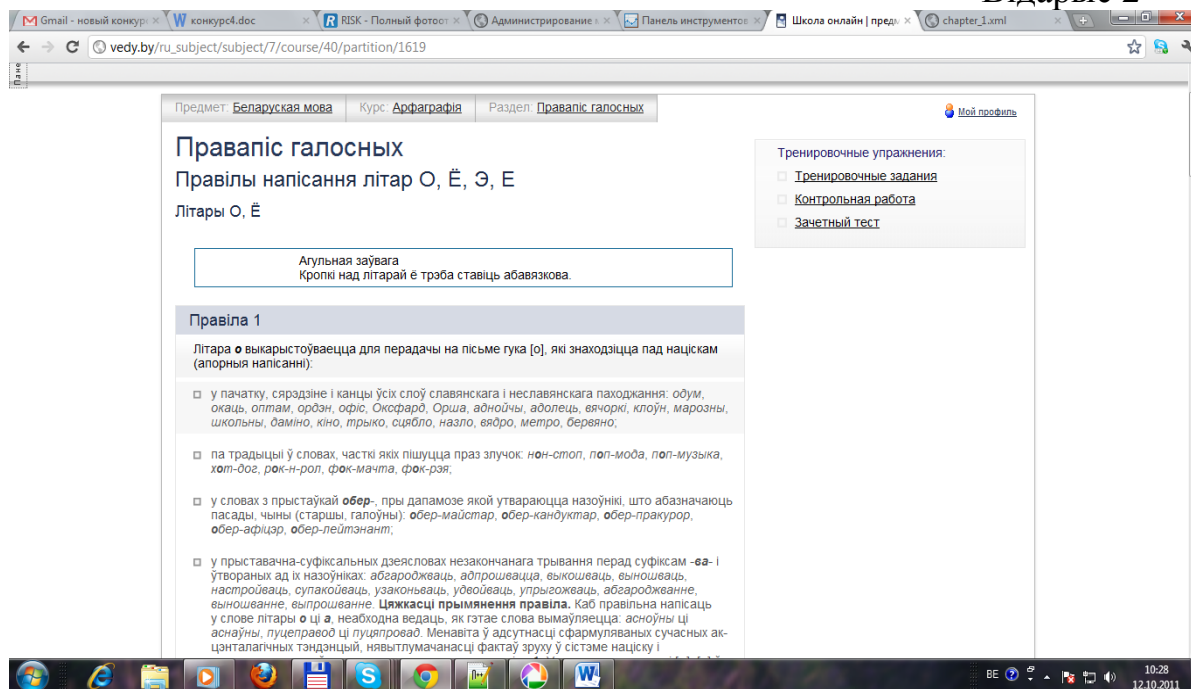 Відарыс 2
Gmail - новый конкурс
конкурс4.doc
RISK - Полный фотоот
Администрирование
Панель инструментов
Школа онлайн | предм
chapter_1.xml
vedy.by/ru_subject/subject/7/course/40/partition/1619
Пане
Предмет: Беларуская мова Курс: Арфаграфія Раздел: Правапіс галосных
Мой профиль
Правапіс галосных
Правілы напісання літар О, Ё, Э, Е
Літары О, Ё
Тренировочные упражнения:
Тренировочные задания
Контрольная работа
Зачетный тест
Агульная заўвага
Кропкі над літарай ё трэба ставіць абавязкова.
Правіла 1
Літара о выкарыстоўваецца для перадачы на пісьме гука [о], які знаходзіцца пад націскам
(апорныя напісанні):
у пачатку, сярэдзіне і канцы ўсіх слоў славянскага і неславянскага паходжання: одум,
окаць, оптам, ордэн, офіс, Оксфард, Орша, аднойчы, адолець, вячоркі, клоўн, марозны,
школьны, даміно, кіно, трыко, сцябло, назло, вядро, метро, бервяно;
па традыцыі ў словах, часткі якіх пішуцца праз злучок: нон-стоп, поп-мода, поп-музыка,
хот-дог, рок-н-рол, фок-мачта, фок-рэя;
у словах з прыстаўкай обер-, пры дапамозе якой утвараюцца назоўнікі, што абазначаюць
пасады, чыны (старшы, галоўны): обер-майстар, обер-кандуктар, обер-пракурор,
обер-афіцэр, обер-лейтэнант;
у прыставачна-суфіксальных дзеясловах незакончанага трывання перад суфіксам -ва- і
ўтвораных ад іх назоўніках: абгароджваць, адпрошвацца, выкошваць, выношваць,
настройваць, супакойваць, узаконьваць, удвойваць, упрыгожваць, абгароджванне,
выношванне, выпрошванне. Цяжкасці прымянення правіла. Каб правільна напісаць
у слове літары о ці а, неабходна ведаць, як гэтае слова вымаўляецца: асноўны ці
аснаўны, пуцеправод ці пуцяпровад. Менавіта ў адсутнасці сфармуляваных сучасных ак-
цэнталагічных тэндэнцый, нявытлумачанасці фактаў зруху ў сістэме націску і
BE
10:28
12.10.2011